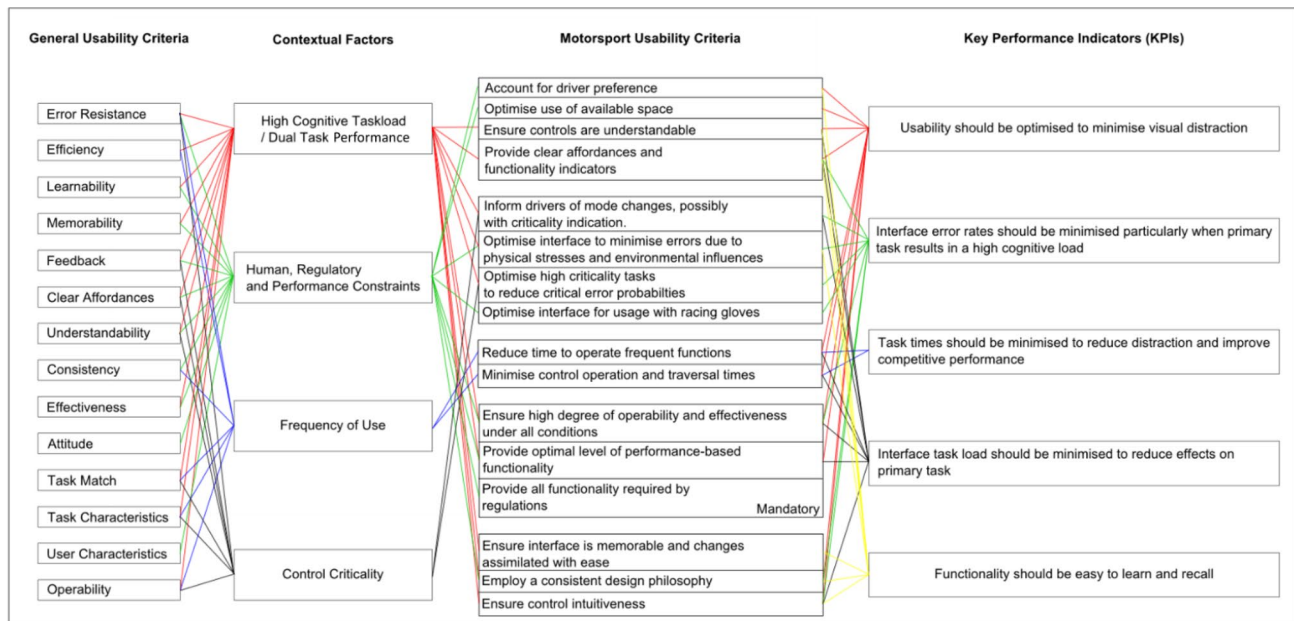 General Usability Criteria
Contextual Factors
Motorsport Usability Criteria
Key Performance Indicators (KPIs)
Error Resistance
Efficiency
Learnability
Memorability
Feedback
Clear Affordances
Understandability
Consistency
Effectiveness
Attitude
Task Match
Task Characteristics
User Characteristics
Operability
High Cognitive Taskload
/ Dual Task Performance
Human, Regulatory
and Performance Constraints
Frequency of Use
Control Criticality
Account for driver preference
Optimise use of available space
Ensure controls are understandable
Provide clear affordances and
functionality indicators
Inform drivers of mode changes, possibly
with criticality indication.
Optimise interface to minimise errors due to
physical stresses and environmental influences
Optimise high criticality tasks
to reduce critical error probabilties
Optimise interface for usage with racing gloves
Reduce time to operate frequent functions
Minimise control operation and traversal times
Ensure high degree of operability and effectiveness
under all conditions
Provide optimal level of performance-based
functionality
Provide all functionality required by
regulations
Mandatory
Ensure interface is memorable and changes
assimilated with ease
Employ a consistent design philosophy
Ensure control intuitiveness
Usability should be optimised to minimise visual distraction
Interface error rates should be minimised particularly when primary
task results in a high cognitive load
Task times should be minimised to reduce distraction and improve
competitive performance
Interface task load should be minimised to reduce effects on
primary task
Functionality should be easy to learn and recall